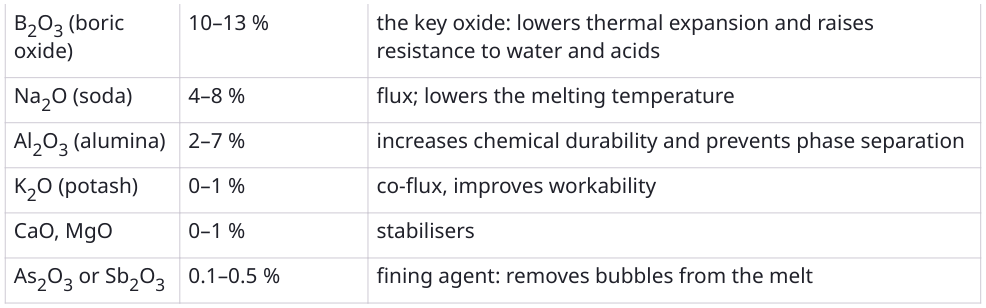 B₂O₃ (boric oxide) 10–13 % the key oxide: lowers thermal expansion and raises resistance to water and acids
Na₂O (soda) 4–8 % flux; lowers the melting temperature
Al₂O₃ (alumina) 2–7 % increases chemical durability and prevents phase separation
K₂O (potash) 0–1 % co-flux, improves workability
CaO, MgO 0–1 % stabilisers
As₂O₃ or Sb₂O₃ 0.1–0.5 % fining agent: removes bubbles from the melt